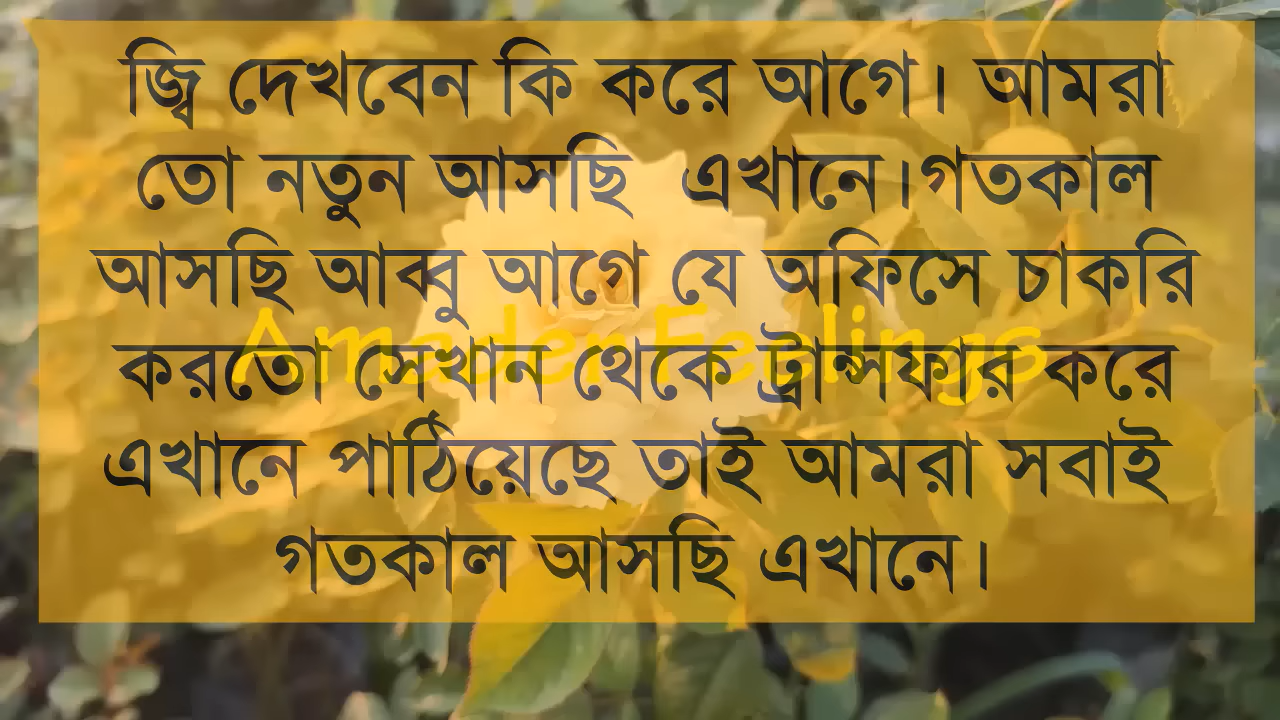 জ্বি দেখবেন কি করে আগে। আমরা
তো নতুন আসছি এখানে।গতকাল
আসছি আব্বু আগে যে অফিসে চাকরি
করতো সেখান থেকে ট্রান্সফার করে
এখানে পাঠিয়েছে তাই আমরা সবাই
গতকাল আসছি এখানে।
Amader Feelings